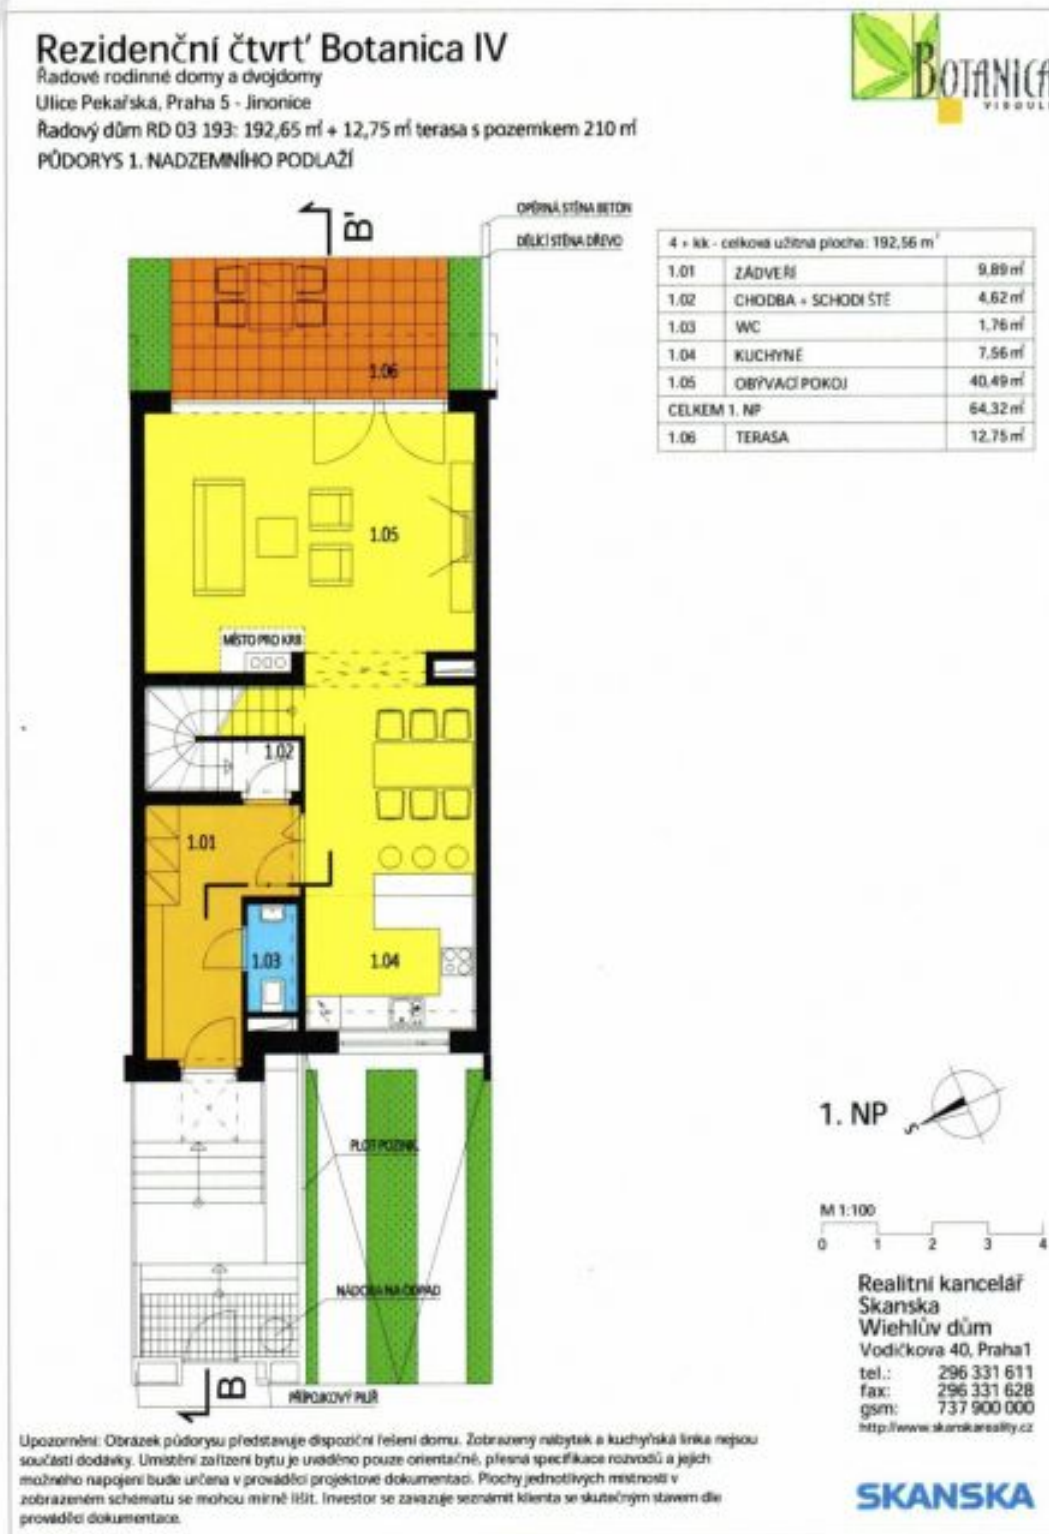 Rezidenční čtvrť Botanica IV
Řadové rodinné domy a dvojdomy
Ulice Pekařská, Praha 5 - Jinonice
Řadový dům RD 03 193: 192,65 m² + 12,75 m² terasa s pozemkem 210 m²
PŮDORYS 1. NADZEMNÍHO PODLAŽÍ
BOTANICA
VIDOULE
B'
OPĚRNÁ STĚNA BETON
DĚLÍCÍ STĚNA DŘEVO
4 + kk - celková užitná plocha: 192,56 m²
1.01 ZÁDVEŘÍ 9,89 m²
1.02 CHODBA + SCHODIŠTĚ 4,62 m²
1.03 WC 1,76 m²
1.04 KUCHYNĚ 7,56 m²
1.05 OBÝVACÍ POKOJ 40,49 m²
CELKEM 1. NP 64,32 m²
1.06 TERASA 12,75 m²
1.06
1.05
MÍSTO PRO KRB
1.02
1.01
1.03
1.04
PLOT POZINK
NÁDOBA NA ODPAD
B
PŘÍPOJKOVÝ PILÍŘ
1. NP
S
M 1:100
0 1 2 3 4
Realitní kancelář
Skanska
Wiehlův dům
Vodičkova 40, Praha1
tel.: 296 331 611
fax: 296 331 628
gsm: 737 900 000
http://www.skanskareality.cz
Upozornění: Obrázek půdorysu představuje dispoziční řešení domu. Zobrazený nábytek a kuchyňská linka nejsou
součástí dodávky. Umístění zařízení bytu je uváděno pouze orientačně, přesná specifikace rozvodů a jejich
možného napojení bude určena v prováděcí projektové dokumentaci. Plochy jednotlivých místností v
zobrazeném schématu se mohou mírně lišit. Investor se zavazuje seznámit klienta se skutečným stavem dle
prováděcí dokumentace.
SKANSKA